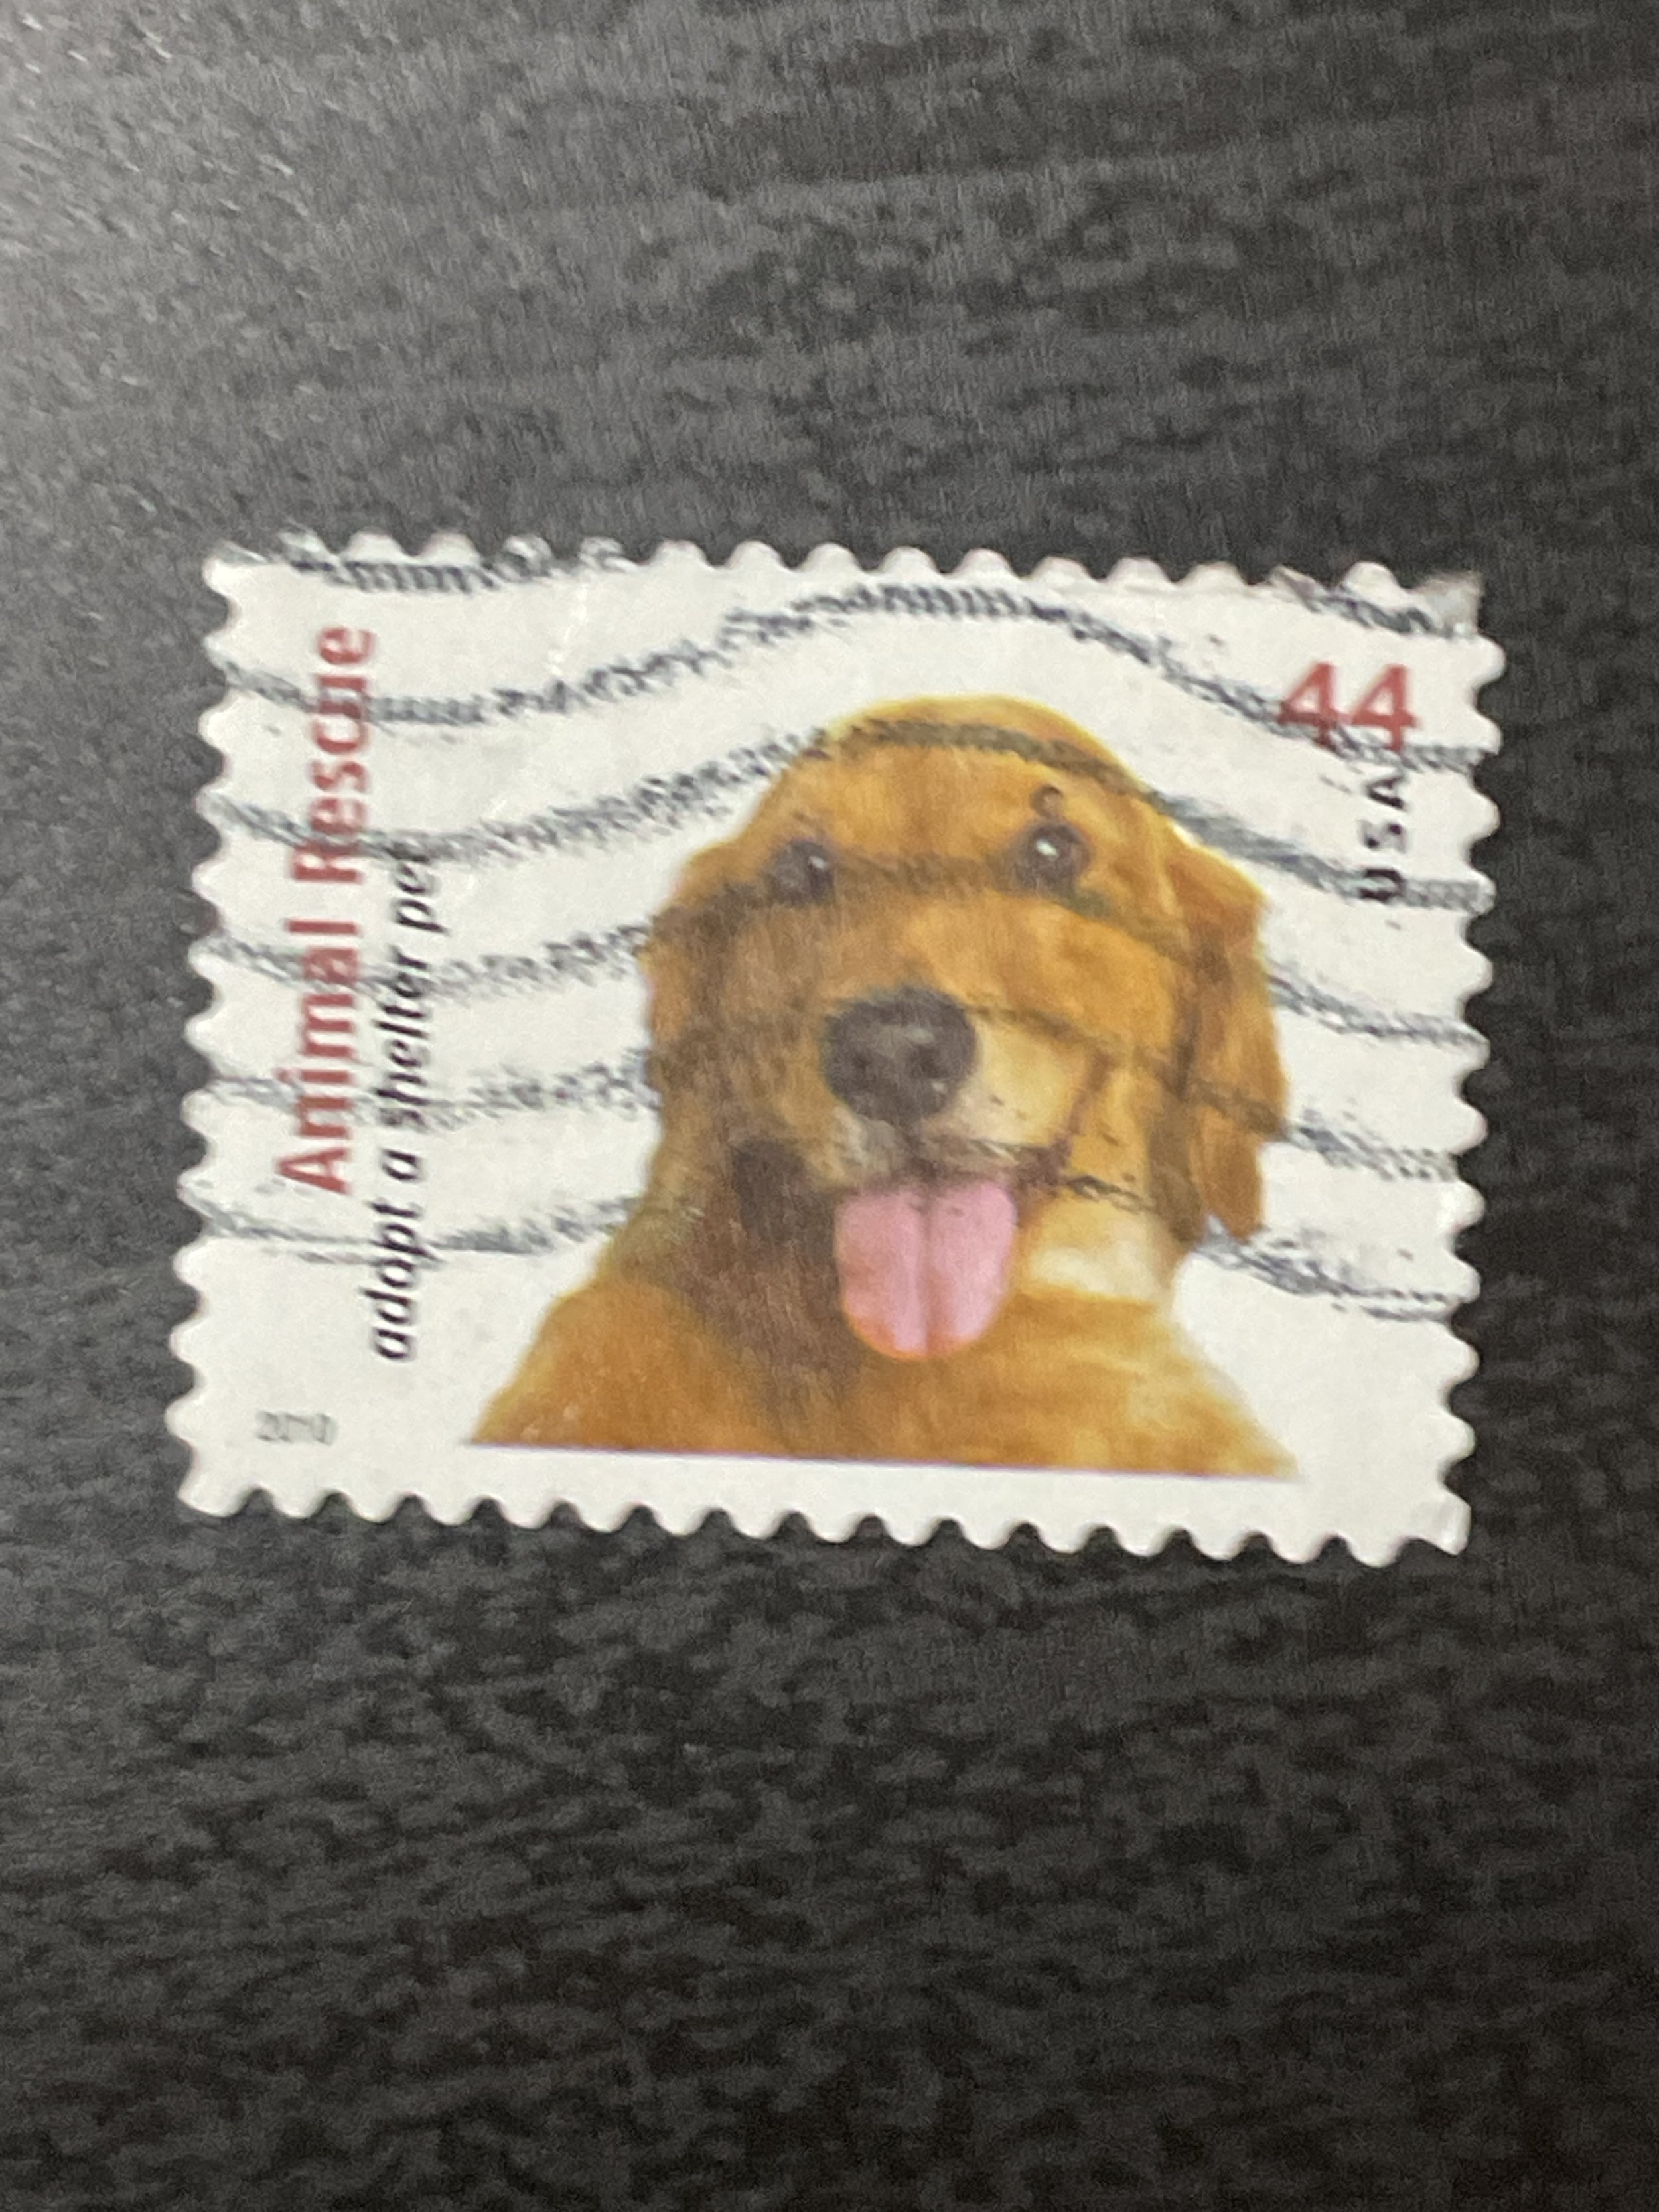 Animal Rescue
adopt a shelter pet
44
USA
2010